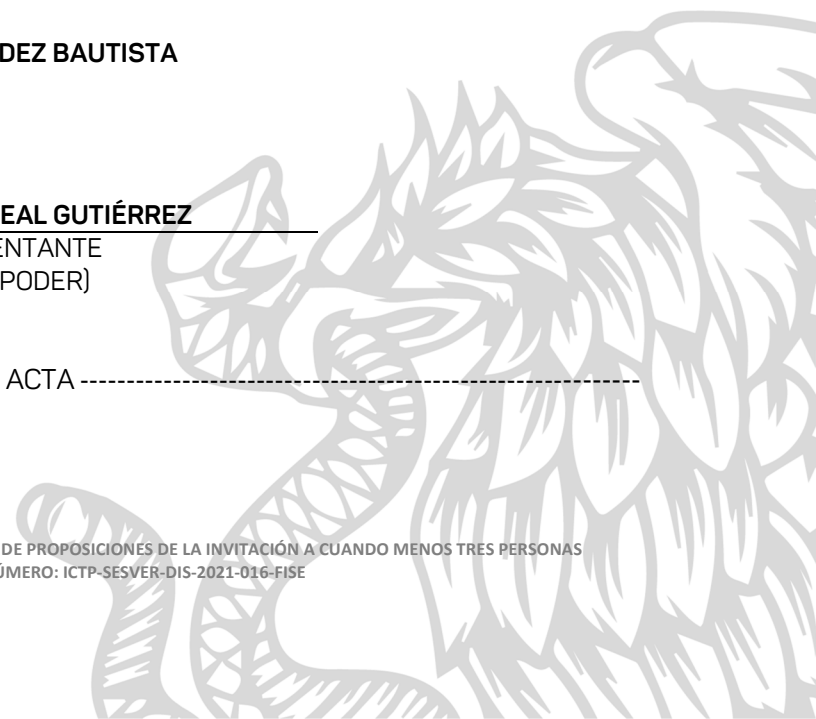 DEZ BAUTISTA
EAL GUTIÉRREZ
ENTANTE
PODER)
ACTA -------------------------------------------------------------
DE PROPOSICIONES DE LA INVITACIÓN A CUANDO MENOS TRES PERSONAS
ÚMERO: ICTP-SESVER-DIS-2021-016-FISE